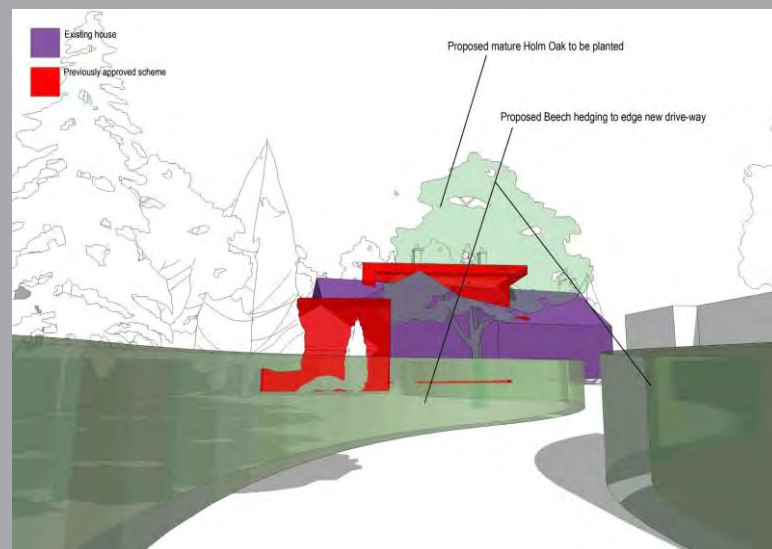 Existing house
Previously approved scheme
Proposed mature Holm Oak to be planted
Proposed Beech hedging to edge new drive-way